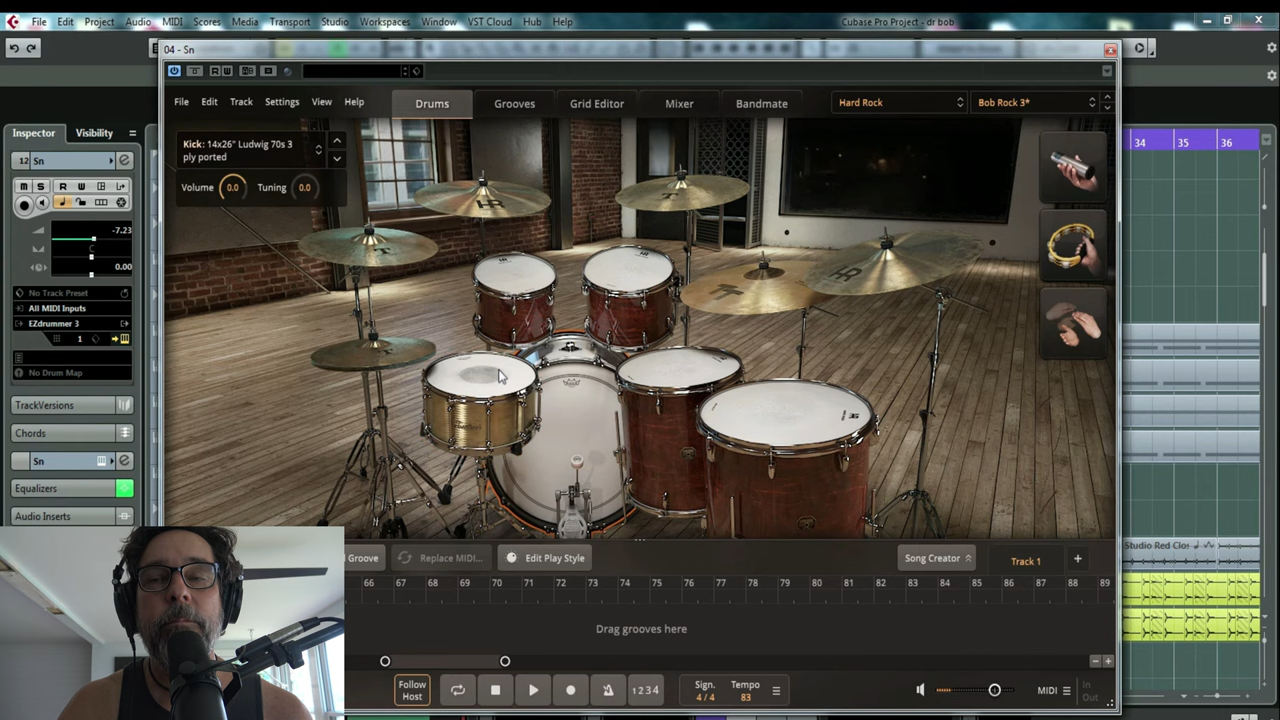 File Edit Project Audio MIDI Scores Media Transport Studio Workspaces Window VST Cloud Hub Help Cubase Pro Project - dr bob
04 - Sn
R W
File Edit Track Settings View Help Drums Grooves Grid Editor Mixer Bandmate Hard Rock Bob Rock 3*
Inspector Visibility
34 35 36
12 Sn
Kick: 14x26" Ludwig 70s 3
ply ported
M S R W
Volume 0.0 Tuning 0.0
-7.23
C
0.00
No Track Preset
All MIDI Inputs
EZdrummer 3
1
No Drum Map
TrackVersions
Chords
Sn
Equalizers
Audio Inserts
Groove Replace MIDI... Edit Play Style Song Creator Track 1 +
Studio Red Clos
66 67 68 69 70 71 72 73 74 75 76 77 78 79 80 81 82 83 84 85 86 87 88 89
Drag grooves here
Follow
Host
1234
Sign.
4/4
Tempo
83
MIDI
In
Out